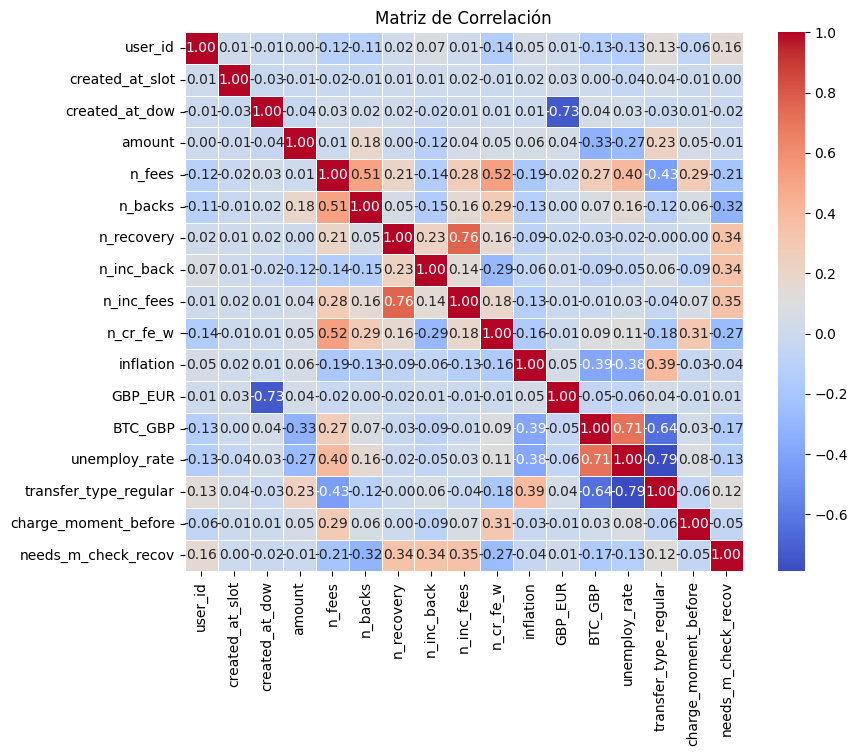 Matriz de Correlación
user_id 1.00 0.01 -0.01 0.00 -0.12 -0.11 0.02 0.07 0.01 -0.14 0.05 0.01 -0.13 -0.13 0.13 -0.06 0.16
created_at_slot 0.01 1.00 -0.03 -0.01 -0.02 -0.01 0.01 0.01 0.02 -0.01 0.02 0.03 0.00 -0.04 0.04 -0.01 0.00
created_at_dow -0.01 -0.03 1.00 -0.04 0.03 0.02 0.02 -0.02 0.01 0.01 0.01 -0.73 0.04 0.03 -0.03 0.01 -0.02
amount 0.00 -0.01 -0.04 1.00 0.01 0.18 0.00 -0.12 0.04 0.05 0.06 0.04 -0.33 -0.27 0.23 0.05 -0.01
n_fees -0.12 -0.02 0.03 0.01 1.00 0.51 0.21 -0.14 0.28 0.52 -0.19 -0.02 0.27 0.40 -0.43 0.29 -0.21
n_backs -0.11 -0.01 0.02 0.18 0.51 1.00 0.05 -0.15 0.16 0.29 -0.13 0.00 0.07 0.16 -0.12 0.06 -0.32
n_recovery 0.02 0.01 0.02 0.00 0.21 0.05 1.00 0.23 0.76 0.16 -0.09 -0.02 -0.03 -0.02 -0.00 0.00 0.34
n_inc_back 0.07 0.01 -0.02 -0.12 -0.14 -0.15 0.23 1.00 0.14 -0.29 -0.06 0.01 -0.09 -0.05 0.06 -0.09 0.34
n_inc_fees 0.01 0.02 0.01 0.04 0.28 0.16 0.76 0.14 1.00 0.18 -0.13 -0.01 -0.01 0.03 -0.04 0.07 0.35
n_cr_fe_w -0.14 -0.01 0.01 0.05 0.52 0.29 0.16 -0.29 0.18 1.00 -0.16 -0.01 0.09 0.11 -0.18 0.31 -0.27
inflation 0.05 0.02 0.01 0.06 -0.19 -0.13 -0.09 -0.06 -0.13 -0.16 1.00 0.05 -0.39 -0.38 0.39 -0.03 -0.04
GBP_EUR 0.01 0.03 -0.73 0.04 -0.02 0.00 -0.02 0.01 -0.01 -0.01 0.05 1.00 -0.05 -0.06 0.04 -0.01 0.01
BTC_GBP -0.13 0.00 0.04 -0.33 0.27 0.07 -0.03 -0.09 -0.01 0.09 -0.39 -0.05 1.00 0.71 -0.64 0.03 -0.17
unemploy_rate -0.13 -0.04 0.03 -0.27 0.40 0.16 -0.02 -0.05 0.03 0.11 -0.38 -0.06 0.71 1.00 -0.79 0.08 -0.13
transfer_type_regular 0.13 0.04 -0.03 0.23 -0.43 -0.12 -0.00 0.06 -0.04 -0.18 0.39 0.04 -0.64 -0.79 1.00 -0.06 0.12
charge_moment_before -0.06 -0.01 0.01 0.05 0.29 0.06 0.00 -0.09 0.07 0.31 -0.03 -0.01 0.03 0.08 -0.06 1.00 -0.05
needs_m_check_recov 0.16 0.00 -0.02 -0.01 -0.21 -0.32 0.34 0.34 0.35 -0.27 -0.04 0.01 -0.17 -0.13 0.12 -0.05 1.00
user_id
created_at_slot
created_at_dow
amount
n_fees
n_backs
n_recovery
n_inc_back
n_inc_fees
n_cr_fe_w
inflation
GBP_EUR
BTC_GBP
unemploy_rate
transfer_type_regular
charge_moment_before
needs_m_check_recov
1.0
0.8
0.6
0.4
0.2
0.0
-0.2
-0.4
-0.6